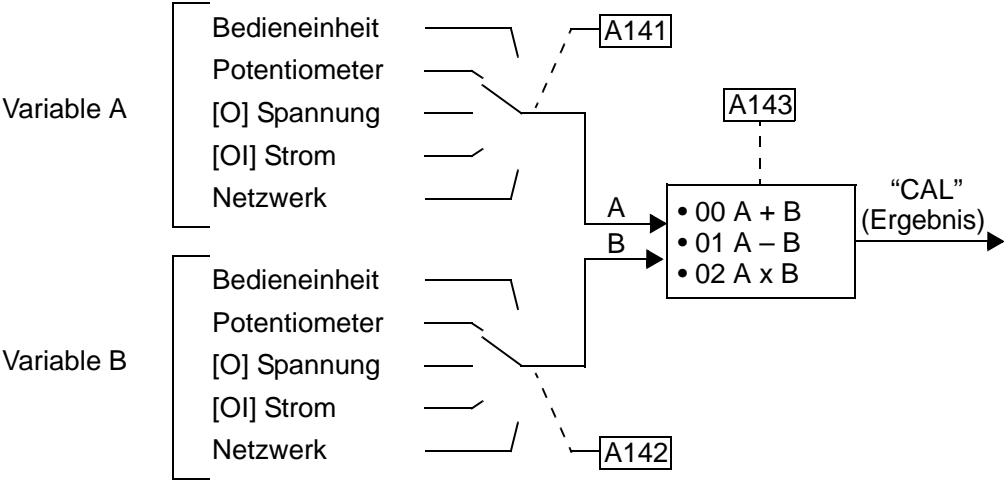 Variable A
Bedieneinheit
Potentiometer
[O] Spannung
[OI] Strom
Netzwerk
A141
A143
A
B
• 00 A + B
• 01 A – B
• 02 A x B
“CAL”
(Ergebnis)
Variable B
Bedieneinheit
Potentiometer
[O] Spannung
[OI] Strom
Netzwerk
A142